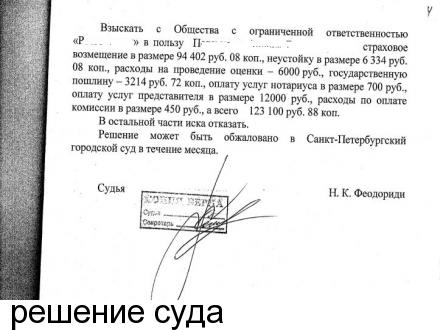 Взыскать с Общества с ограниченной ответственностью
«Р » в пользу П страховое
возмещение в размере 94 402 руб. 08 коп., неустойку в размере 6 334 руб.
08 коп., расходы на проведение оценки – 6000 руб., государственную
пошлину – 3214 руб. 72 коп., оплату услуг нотариуса в размере 700 руб.,
оплату услуг представителя в размере 12000 руб., расходы по оплате
комиссии в размере 450 руб., а всего 123 100 руб. 88 коп.
В остальной части иска отказать.
Решение может быть обжаловано в Санкт-Петербургский
городской суд в течение месяца.
Судья Н. К. Феодориди
КОПИЯ ВЕРНА
Судья
Секретарь
решение суда